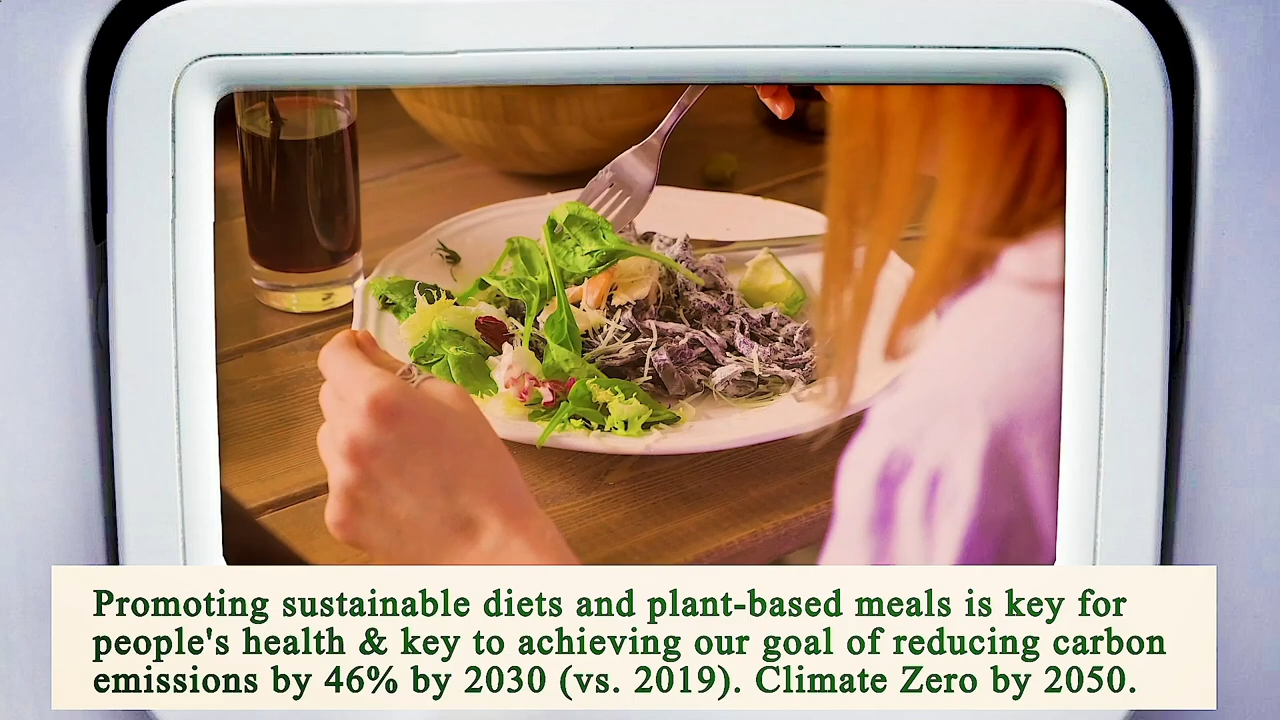 Promoting sustainable diets and plant-based meals is key for
people's health & key to achieving our goal of reducing carbon
emissions by 46% by 2030 (vs. 2019). Climate Zero by 2050.